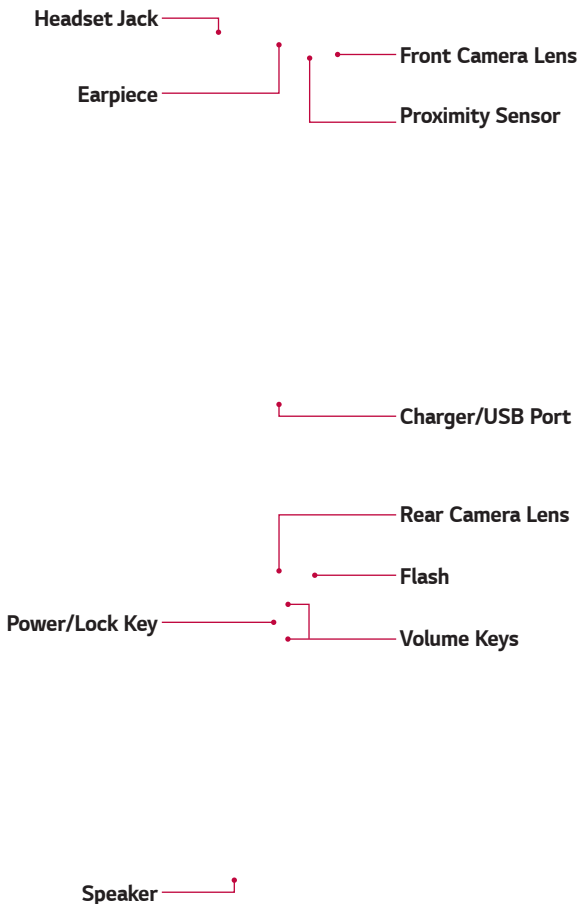 Headset Jack
Front Camera Lens
Earpiece
Proximity Sensor
Charger/USB Port
Rear Camera Lens
Flash
Power/Lock Key
Volume Keys
Speaker